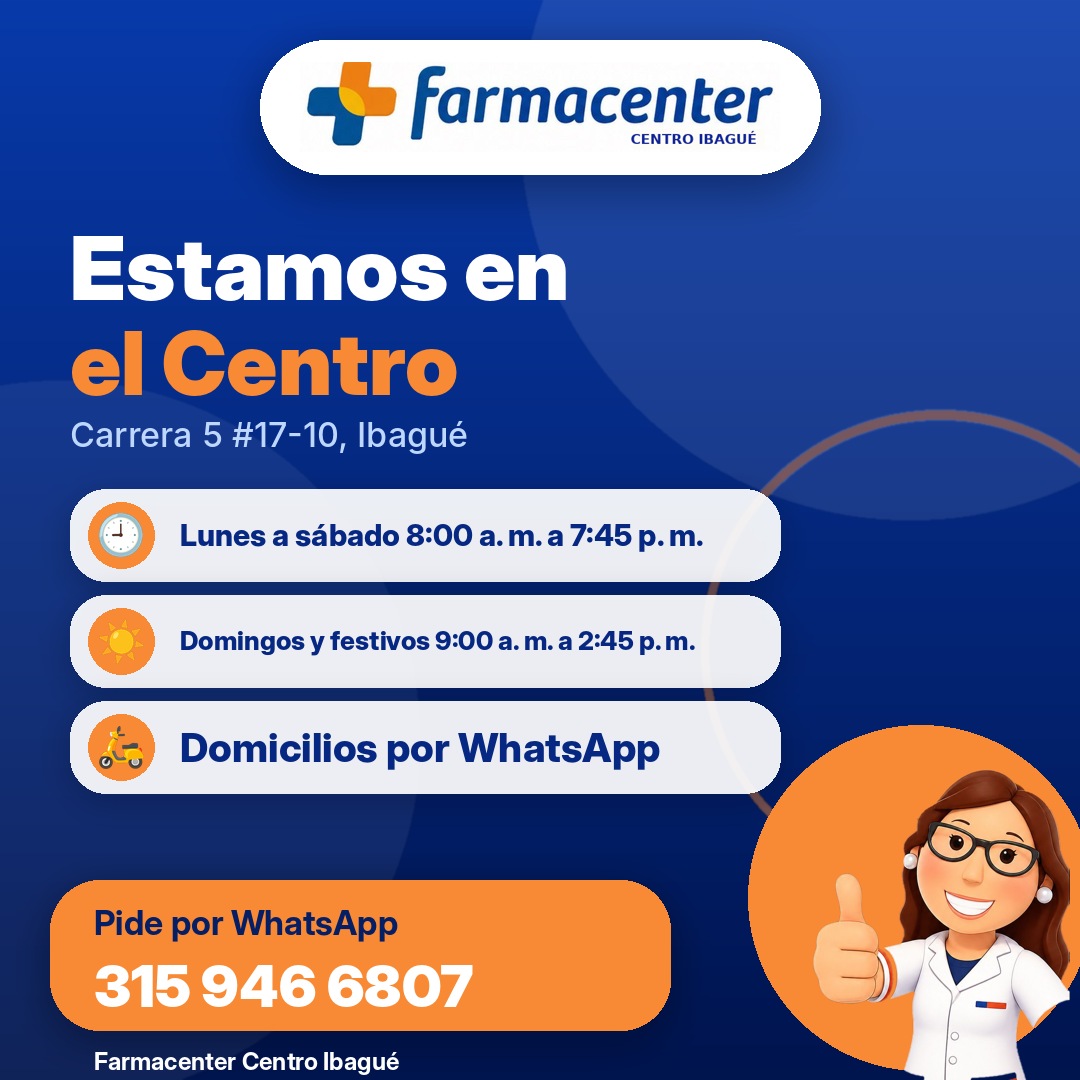 farmacenter
CENTRO IBAGUÉ
Estamos en
el Centro
Carrera 5 #17-10, Ibagué
Lunes a sábado 8:00 a. m. a 7:45 p. m.
Domingos y festivos 9:00 a. m. a 2:45 p. m.
Domicilios por WhatsApp
Pide por WhatsApp
315 946 6807
Farmacenter Centro Ibagué